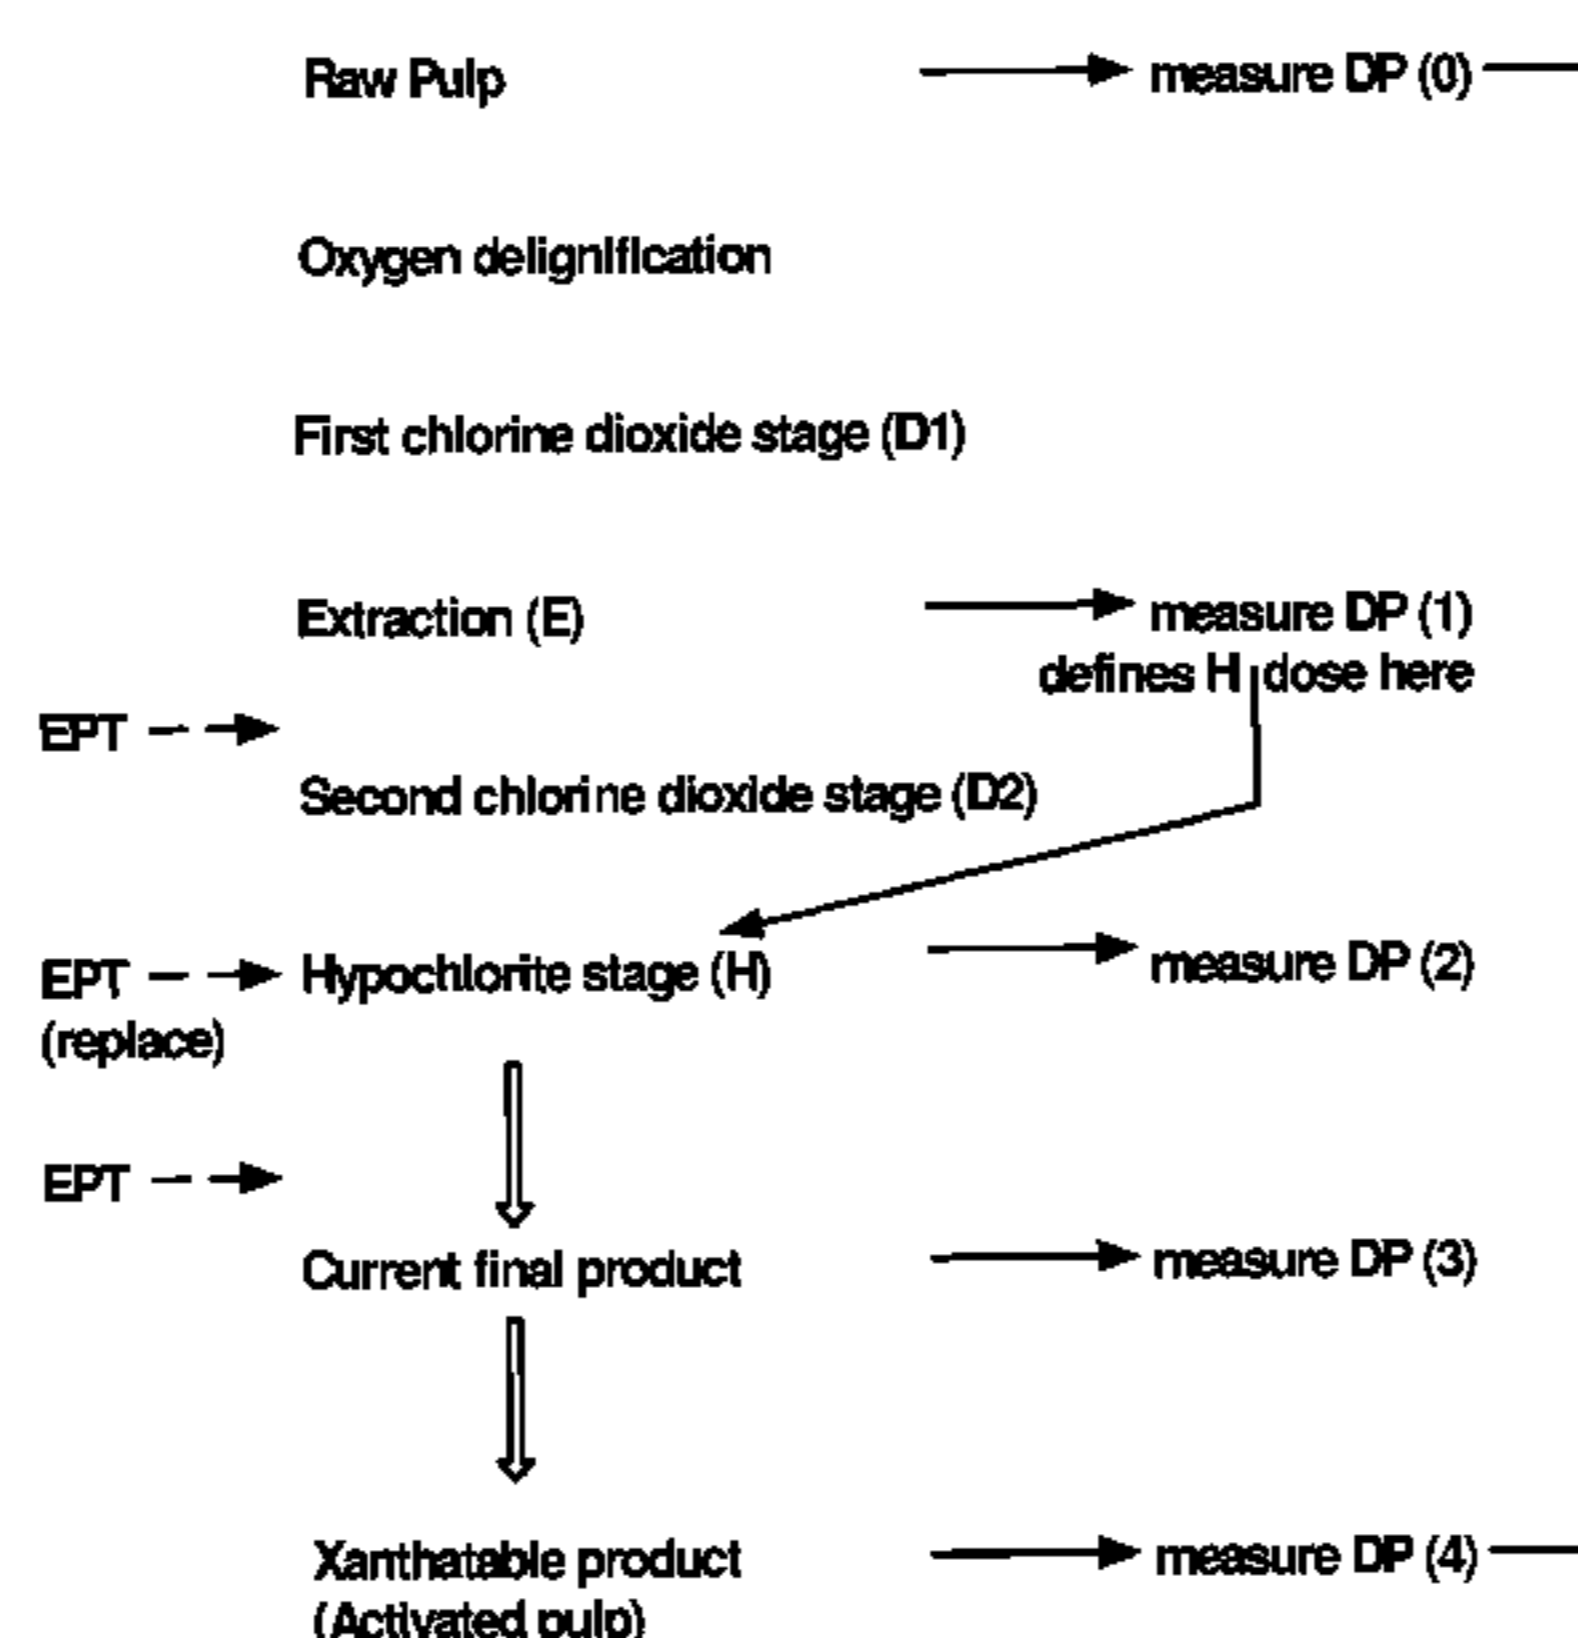 Raw Pulp measure DP (0)
Oxygen delignification
First chlorine dioxide stage (D1)
Extraction (E) measure DP (1)
defines H dose here
EPT
Second chlorine dioxide stage (D2)
EPT Hypochlorite stage (H) measure DP (2)
(replace)
EPT
Current final product measure DP (3)
Xanthatable product measure DP (4)
(Activated pulp)